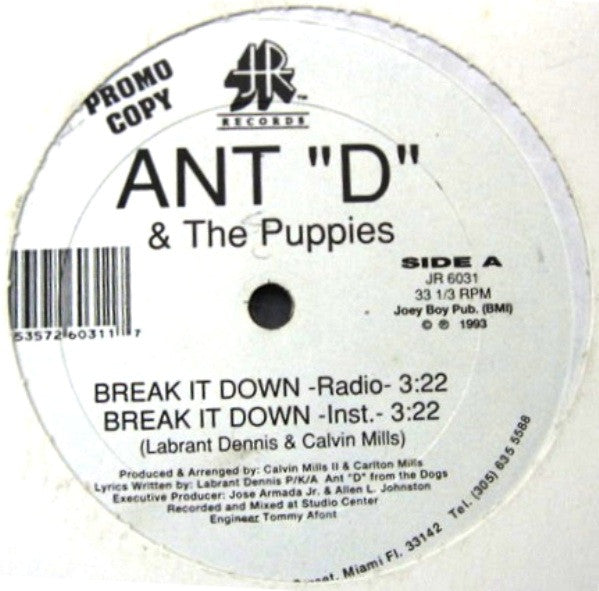 PROMO
COPY
JR
RECORDS
ANT "D"
& The Puppies
SIDE A
JR 6031
33 1/3 RPM
Joey Boy Pub. (BMI)
© ℗ 1993
53572 60311 7
BREAK IT DOWN -Radio- 3:22
BREAK IT DOWN -Inst.- 3:22
(Labrant Dennis & Calvin Mills)
Produced & Arranged by: Calvin Mills II & Carlton Mills
Lyrics Written by: Labrant Dennis P/K/A Ant "D" from the Dogs
Executive Producer: Jose Armada Jr. & Allen L. Johnston
Recorded and Mixed at Studio Center
Engineer Tommy Afont
Miami Fl. 33142 Tel. (305) 635 5588